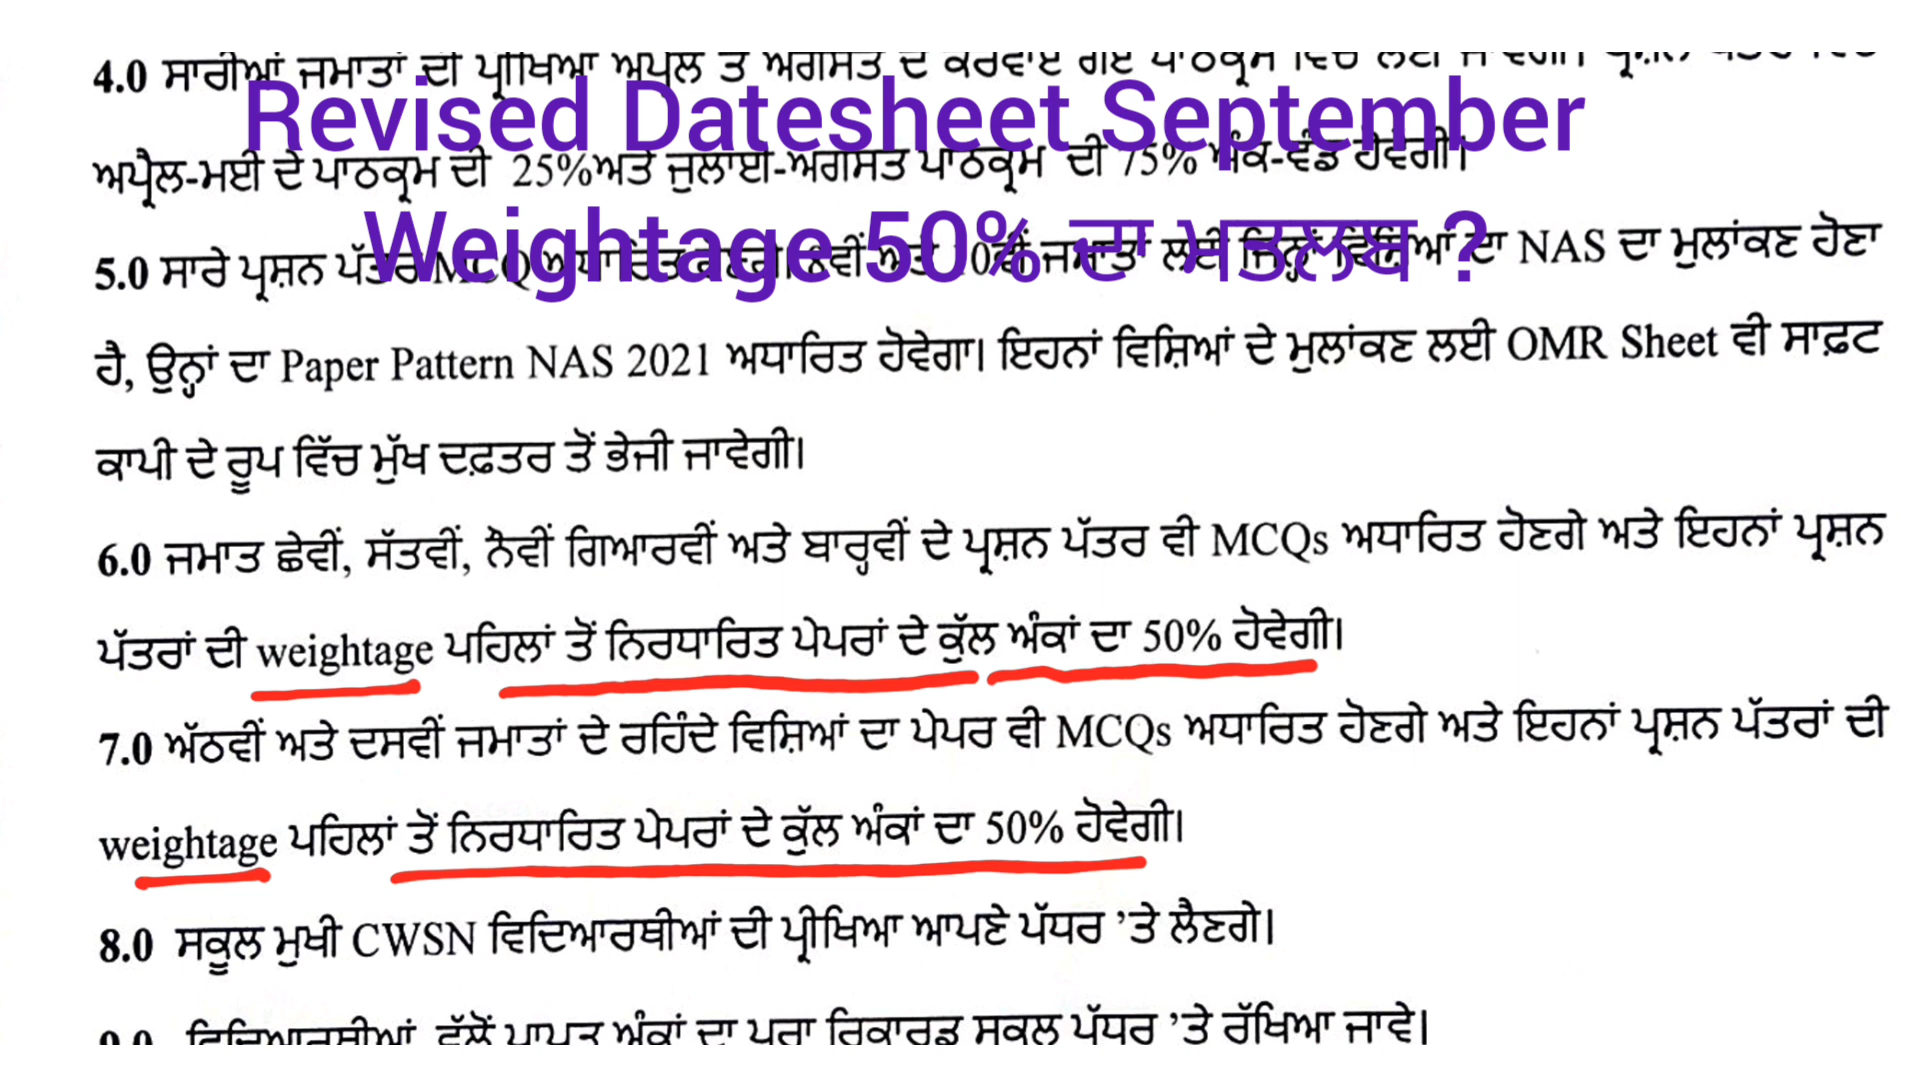 4.0 ਸਾਰੀਆਂ ਜਮਾਤਾਂ ਦੀ ਪ੍ਰੀਖਿਆ ਅਪ੍ਰੈਲ ਤੋਂ ਅਗਸਤ ਦੇ ਕਰਵਾਏ ਗਏ ਪਾਠਕ੍ਰਮ ਵਿੱਚੋਂ ਲਈ ਜਾਵੇਗੀ। ਪ੍ਰਸ਼ਨ ਪੱਤਰ ਵਿੱਚ
Revised Datesheet September
ਅਪ੍ਰੈਲ-ਮਈ ਦੇ ਪਾਠਕ੍ਰਮ ਦੀ 25%ਅਤੇ ਜੁਲਾਈ-ਅਗਸਤ ਪਾਠਕ੍ਰਮ ਦੀ 75% ਅੰਕ-ਵੰਡ ਹੋਵੇਗੀ।
Weightage 50% ਦਾ ਮਤਲਬ ?
5.0 ਸਾਰੇ ਪ੍ਰਸ਼ਨ ਪੱਤਰ MCQ ਅਧਾਰਿਤ ਹੋਣਗੇ। ਅਤੇ 10ਵੀਂ ਜਮਾਤਾਂ ਲਈ ਜਿਨ੍ਹਾਂ ਵਿਸ਼ਿਆਂ ਦਾ NAS ਦਾ ਮੁਲਾਂਕਣ ਹੋਣਾ
ਹੈ, ਉਨ੍ਹਾਂ ਦਾ Paper Pattern NAS 2021 ਅਧਾਰਿਤ ਹੋਵੇਗਾ। ਇਹਨਾਂ ਵਿਸ਼ਿਆਂ ਦੇ ਮੁਲਾਂਕਣ ਲਈ OMR Sheet ਵੀ ਸਾਫ਼ਟ
ਕਾਪੀ ਦੇ ਰੂਪ ਵਿੱਚ ਮੁੱਖ ਦਫ਼ਤਰ ਤੋਂ ਭੇਜੀ ਜਾਵੇਗੀ।
6.0 ਜਮਾਤ ਛੇਵੀਂ, ਸੱਤਵੀਂ, ਨੌਵੀਂ ਗਿਆਰਵੀਂ ਅਤੇ ਬਾਰ੍ਹਵੀਂ ਦੇ ਪ੍ਰਸ਼ਨ ਪੱਤਰ ਵੀ MCQs ਅਧਾਰਿਤ ਹੋਣਗੇ ਅਤੇ ਇਹਨਾਂ ਪ੍ਰਸ਼ਨ
ਪੱਤਰਾਂ ਦੀ weightage ਪਹਿਲਾਂ ਤੋਂ ਨਿਰਧਾਰਿਤ ਪੇਪਰਾਂ ਦੇ ਕੁੱਲ ਅੰਕਾਂ ਦਾ 50% ਹੋਵੇਗੀ।
7.0 ਅੱਠਵੀਂ ਅਤੇ ਦਸਵੀਂ ਜਮਾਤਾਂ ਦੇ ਰਹਿੰਦੇ ਵਿਸ਼ਿਆਂ ਦਾ ਪੇਪਰ ਵੀ MCQs ਅਧਾਰਿਤ ਹੋਣਗੇ ਅਤੇ ਇਹਨਾਂ ਪ੍ਰਸ਼ਨ ਪੱਤਰਾਂ ਦੀ
weightage ਪਹਿਲਾਂ ਤੋਂ ਨਿਰਧਾਰਿਤ ਪੇਪਰਾਂ ਦੇ ਕੁੱਲ ਅੰਕਾਂ ਦਾ 50% ਹੋਵੇਗੀ।
8.0 ਸਕੂਲ ਮੁਖੀ CWSN ਵਿਦਿਆਰਥੀਆਂ ਦੀ ਪ੍ਰੀਖਿਆ ਆਪਣੇ ਪੱਧਰ ’ਤੇ ਲੈਣਗੇ।
9.0 ਵਿਦਿਆਰਥੀਆਂ ਵੱਲੋਂ ਪ੍ਰਾਪਤ ਅੰਕਾਂ ਦਾ ਪੂਰਾ ਰਿਕਾਰਡ ਸਕੂਲ ਪੱਧਰ ’ਤੇ ਰੱਖਿਆ ਜਾਵੇ।